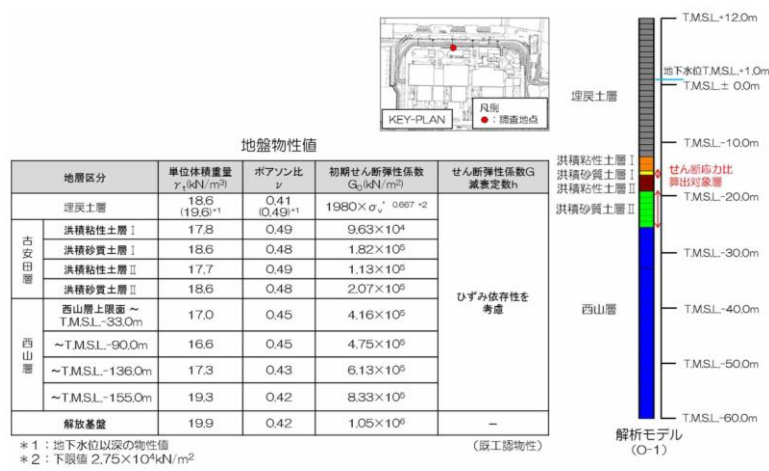 KEY-PLAN
凡例
●:調査地点
地盤物性値
地層区分 単位体積重量 γt(kN/m³) ポアソン比 ν 初期せん断弾性係数 G₀(kN/m²) せん断弾性係数G 減衰定数h
埋戻土層 18.6 (19.6)*1 0.41 (0.49)*1 1980×σv' 0.667 *2
古安田層
洪積粘性土層Ⅰ 17.8 0.49 9.63×10⁴
洪積砂質土層Ⅰ 18.6 0.48 1.82×10⁵
洪積粘性土層Ⅱ 17.7 0.49 1.13×10⁵
洪積砂質土層Ⅱ 18.6 0.48 2.07×10⁵
ひずみ依存性を
考慮
西山層
西山層上限面 ~ T.M.S.L.-33.0m 17.0 0.45 4.16×10⁵
~T.M.S.L.-90.0m 16.6 0.45 4.75×10⁵
~T.M.S.L.-136.0m 17.3 0.43 6.13×10⁵
~T.M.S.L.-155.0m 19.3 0.42 8.33×10⁵
解放基盤 19.9 0.42 1.05×10⁶ −
*1:地下水位以深の物性値
(既工認物性)
*2:下限値 2.75×10⁴kN/m²
T.M.S.L.+12.0m
地下水位T.M.S.L.+1.0m
T.M.S.L.± 0.0m
埋戻土層
T.M.S.L.-10.0m
洪積粘性土層Ⅰ
洪積砂質土層Ⅰ
洪積粘性土層Ⅱ
洪積砂質土層Ⅱ
せん断応力比
算出対象層
T.M.S.L.-20.0m
T.M.S.L.-30.0m
西山層
T.M.S.L.-40.0m
T.M.S.L.-50.0m
T.M.S.L.-60.0m
解析モデル
(O-1)